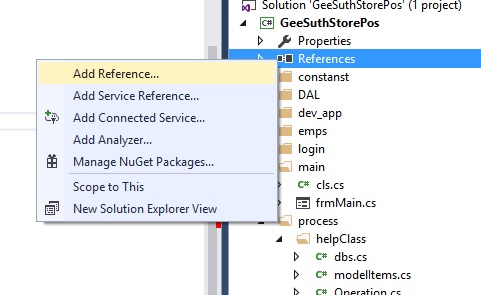 Solution 'GeeSuthStorePos' (1 project)
GeeSuthStorePos
Properties
References
constanst
DAL
dev_app
emps
login
main
cls.cs
frmMain.cs
process
helpClass
dbs.cs
modelItems.cs
Operation.cs
Add Reference...
Add Service Reference...
Add Connected Service...
Add Analyzer...
Manage NuGet Packages...
Scope to This
New Solution Explorer View